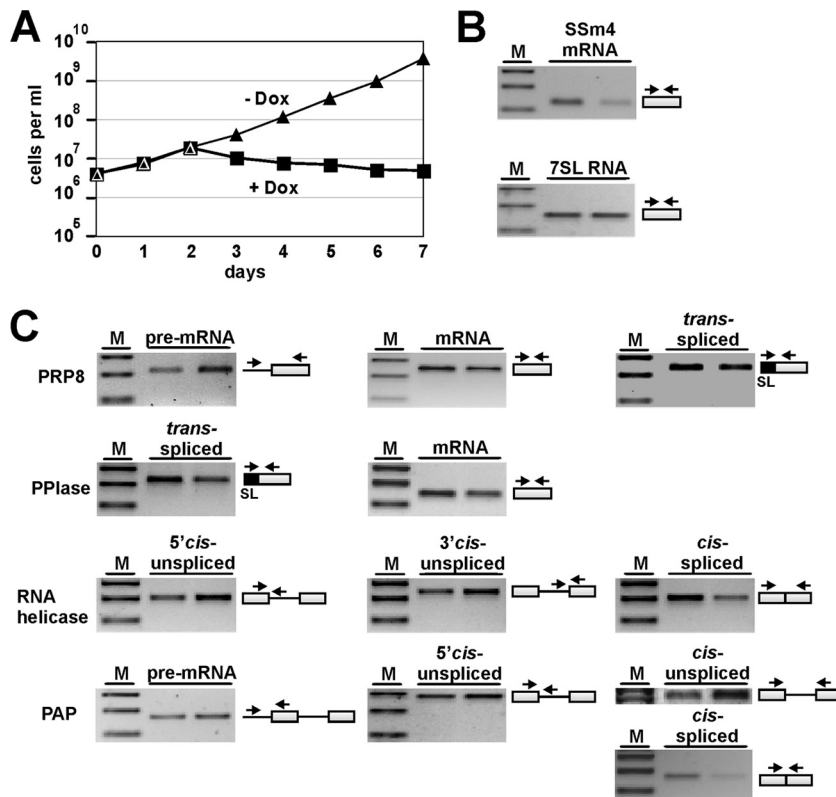 A
10^10
10^9
10^8
10^7
10^6
10^5
cells per ml
- Dox
+ Dox
0 1 2 3 4 5 6 7
days
B
SSm4
M mRNA
M 7SL RNA
C
PRP8
M pre-mRNA
M mRNA
trans-
M spliced
SL
PPIase
trans-
M spliced
SL
M mRNA
RNA
helicase
5'cis-
M unspliced
3'cis-
M unspliced
cis-
M spliced
PAP
M pre-mRNA
5'cis-
M unspliced
cis-
M unspliced
cis-
M spliced